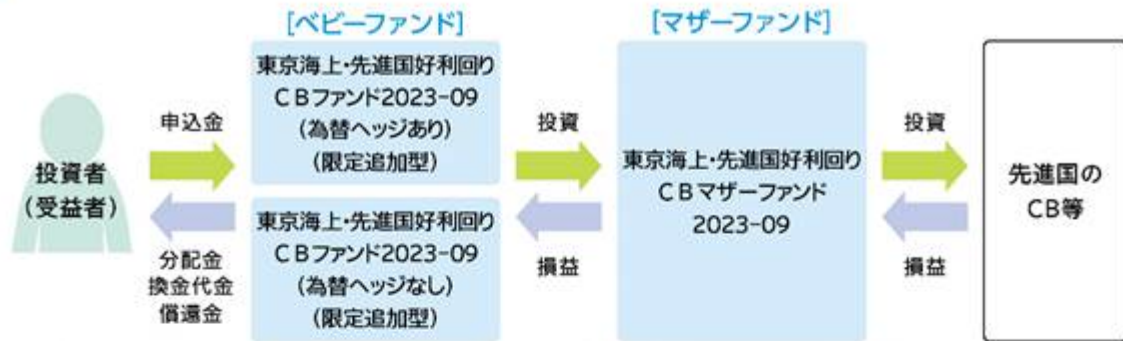 [ベビーファンド]
[マザーファンド]
投資者
(受益者)
申込金
分配金
換金代金
償還金
東京海上・先進国好利回り
CBファンド2023-09
(為替ヘッジあり)
(限定追加型)
東京海上・先進国好利回り
CBファンド2023-09
(為替ヘッジなし)
(限定追加型)
投資
損益
東京海上・先進国好利回り
CBマザーファンド
2023-09
投資
損益
先進国の
CB等